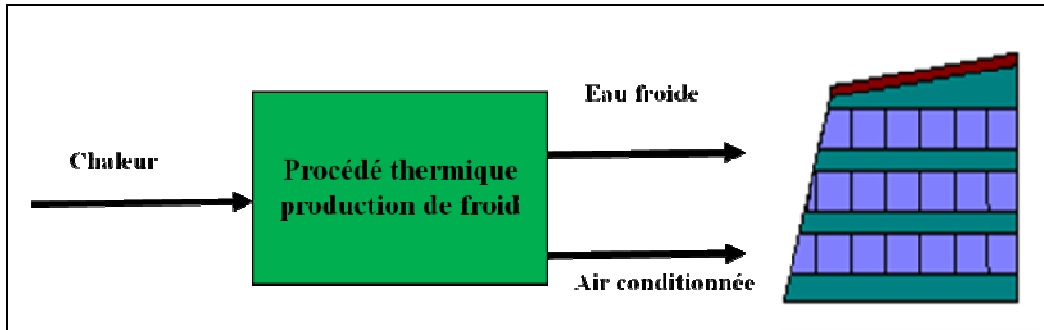 Chaleur
Procédé thermique
production de froid
Eau froide
Air conditionnée